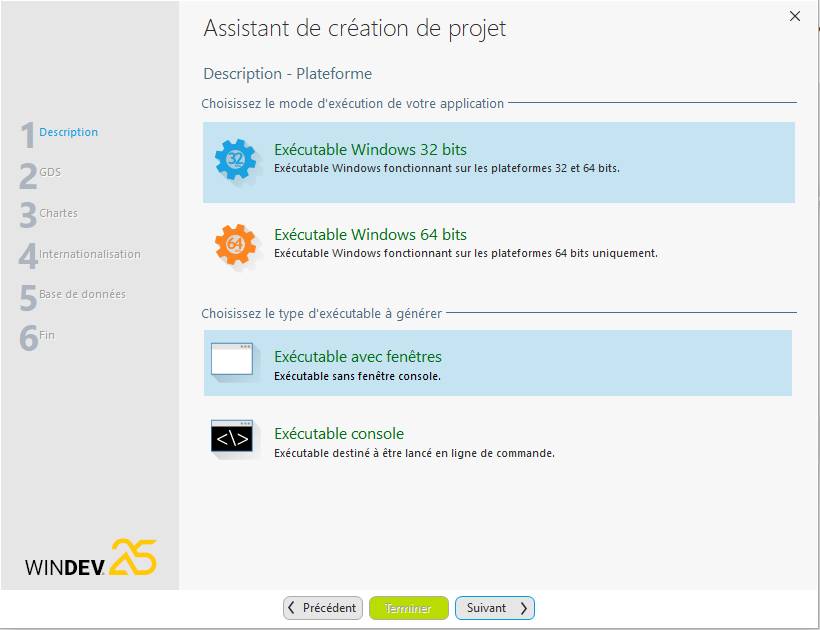 Assistant de création de projet
Description - Plateforme
Choisissez le mode d'exécution de votre application
1 Description
2 GDS
3 Chartes
4 Internationalisation
5 Base de données
6 Fin
32
Exécutable Windows 32 bits
Exécutable Windows fonctionnant sur les plateformes 32 et 64 bits.
64
Exécutable Windows 64 bits
Exécutable Windows fonctionnant sur les plateformes 64 bits uniquement.
Choisissez le type d'exécutable à générer
Exécutable avec fenêtres
Exécutable sans fenêtre console.
<\>
Exécutable console
Exécutable destiné à être lancé en ligne de commande.
WINDEV 25
Précédent
Terminer
Suivant